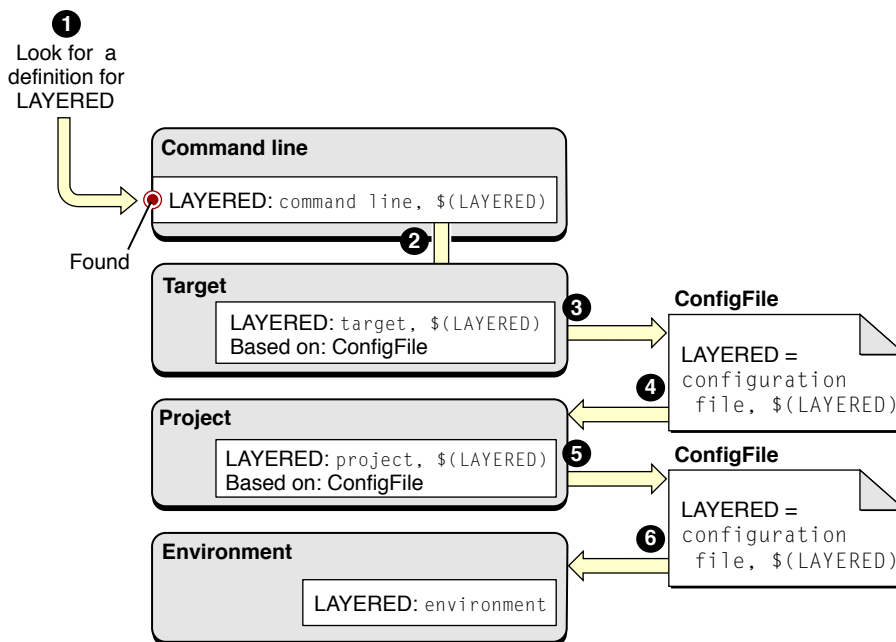 1
Look for a
definition for
LAYERED
Command line
LAYERED: command line, $(LAYERED)
Found
2
Target
LAYERED: target, $(LAYERED)
Based on: ConfigFile
3
ConfigFile
LAYERED =
configuration
file, $(LAYERED)
4
Project
LAYERED: project, $(LAYERED)
Based on: ConfigFile
5
ConfigFile
LAYERED =
configuration
file, $(LAYERED)
6
Environment
LAYERED: environment